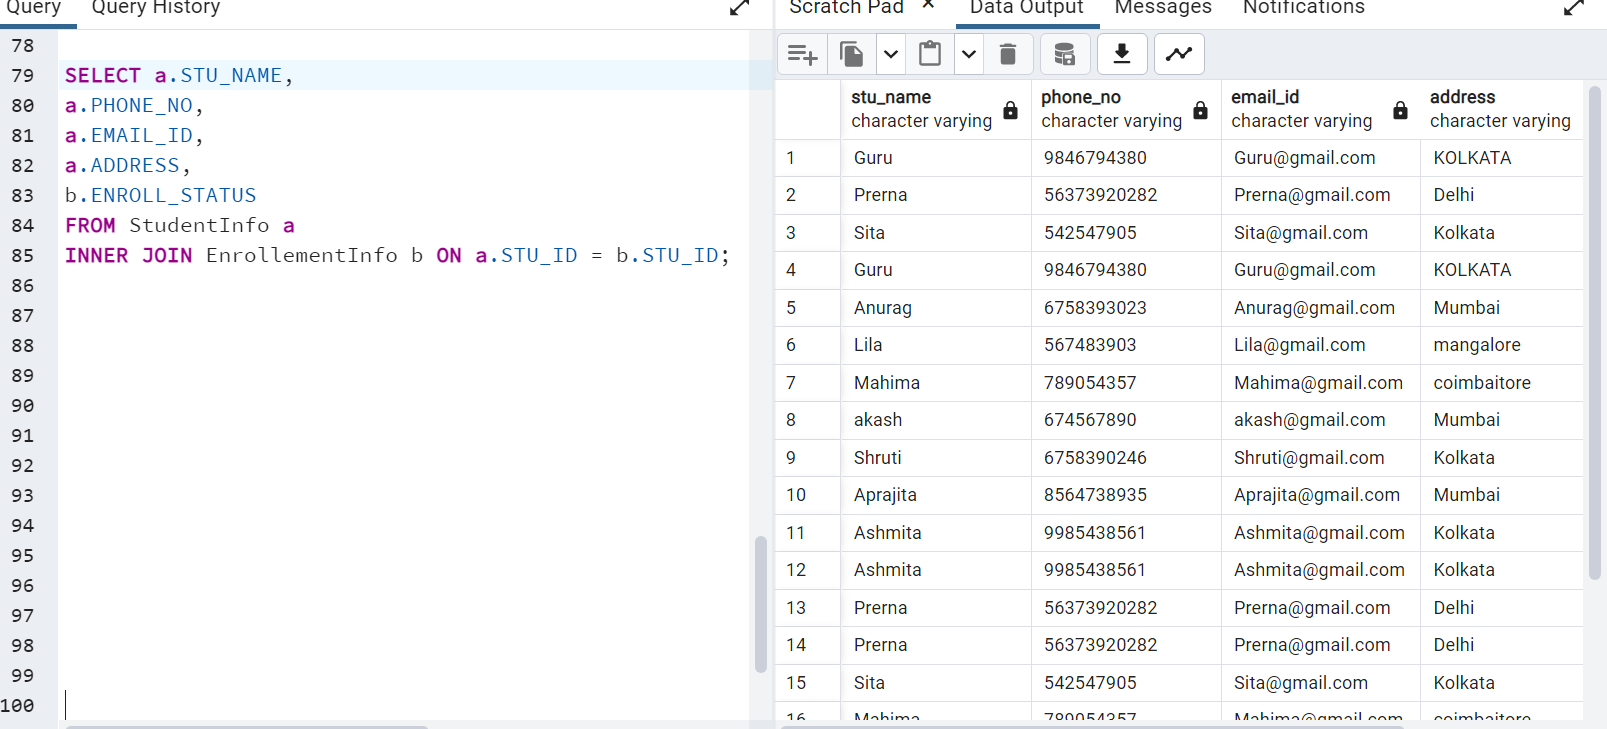 Query Query History
78
79 SELECT a.STU_NAME,
80 a.PHONE_NO,
81 a.EMAIL_ID,
82 a.ADDRESS,
83 b.ENROLL_STATUS
84 FROM StudentInfo a
85 INNER JOIN EnrollementInfo b ON a.STU_ID = b.STU_ID;
86
87
88
89
90
91
92
93
94
95
96
97
98
99
100
Scratch Pad × Data Output Messages Notifications
stu_name phone_no email_id address
character varying character varying character varying character varying
1 Guru 9846794380 Guru@gmail.com KOLKATA
2 Prerna 56373920282 Prerna@gmail.com Delhi
3 Sita 542547905 Sita@gmail.com Kolkata
4 Guru 9846794380 Guru@gmail.com KOLKATA
5 Anurag 6758393023 Anurag@gmail.com Mumbai
6 Lila 567483903 Lila@gmail.com mangalore
7 Mahima 789054357 Mahima@gmail.com coimbaitore
8 akash 674567890 akash@gmail.com Mumbai
9 Shruti 6758390246 Shruti@gmail.com Kolkata
10 Aprajita 8564738935 Aprajita@gmail.com Mumbai
11 Ashmita 9985438561 Ashmita@gmail.com Kolkata
12 Ashmita 9985438561 Ashmita@gmail.com Kolkata
13 Prerna 56373920282 Prerna@gmail.com Delhi
14 Prerna 56373920282 Prerna@gmail.com Delhi
15 Sita 542547905 Sita@gmail.com Kolkata
16 Mahima 789054357 Mahima@gmail.com coimbaitore